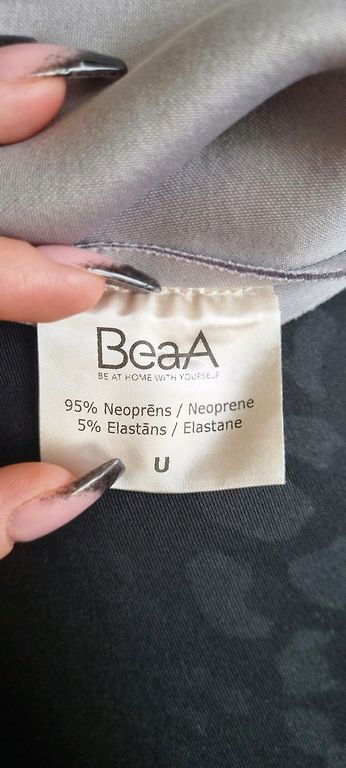 BeaA
BE AT HOME WITH YOURSELF
95% Neoprēns / Neoprene
5% Elastāns / Elastane
U